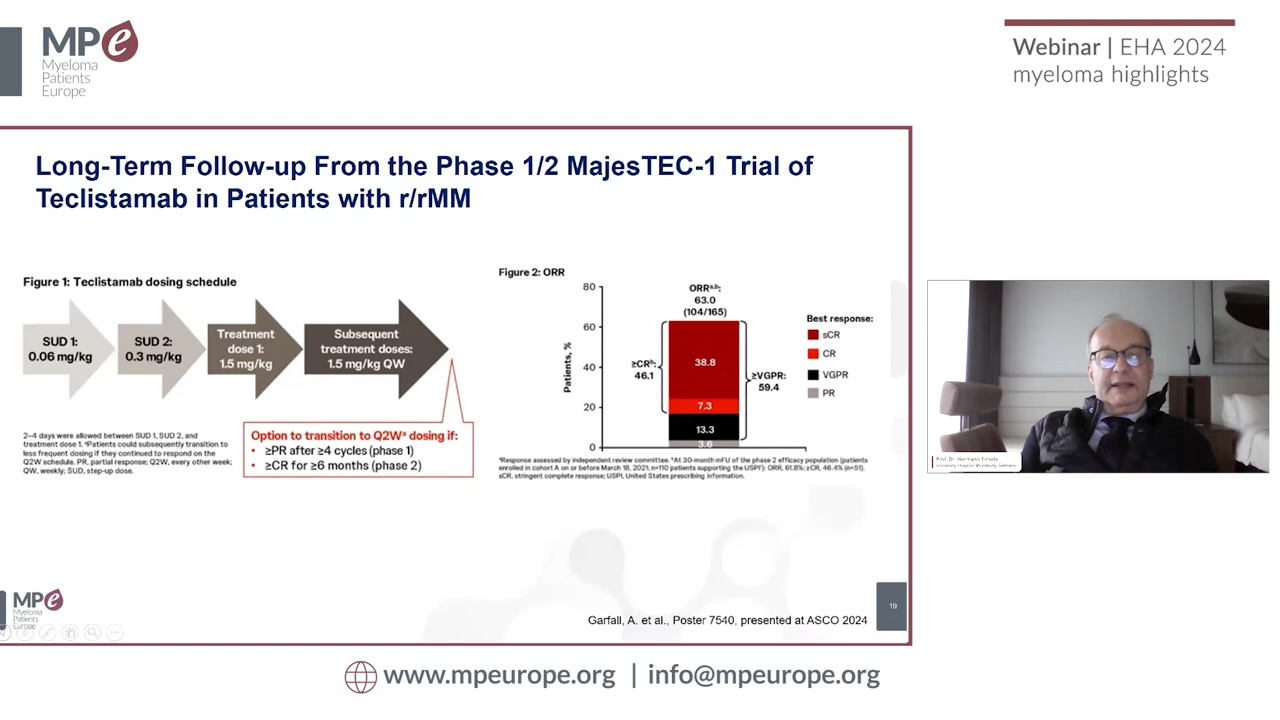 MPe
Myeloma
Patients
Europe
Webinar | EHA 2024
myeloma highlights
Long-Term Follow-up From the Phase 1/2 MajesTEC-1 Trial of
Teclistamab in Patients with r/rMM
Figure 1: Teclistamab dosing schedule
SUD 1:
0.06 mg/kg
SUD 2:
0.3 mg/kg
Treatment
dose 1:
1.5 mg/kg
Subsequent
treatment doses:
1.5 mg/kg QW
Option to transition to Q2Wᵃ dosing if:
• ≥PR after ≥4 cycles (phase 1)
• ≥CR for ≥6 months (phase 2)
2–4 days were allowed between SUD 1, SUD 2, and
treatment dose 1. ᵃPatients could subsequently transition to
less frequent dosing if they continued to respond on the
Q2W schedule. PR, partial response; Q2W, every other week;
QW, weekly; SUD, step-up dose.
Figure 2: ORR
Patients, %
80
60
40
20
0
ORRᵃ,ᵇ:
63.0
(104/165)
≥CRᵇ:
46.1
38.8
7.3
13.3
3.6
≥VGPR:
59.4
Best response:
sCR
CR
VGPR
PR
ᵃResponse assessed by independent review committee. ᵇAt 30-month mFU of the phase 2 efficacy population (patients
enrolled in cohort A on or before March 18, 2021; n=110 patients supporting the USPI): ORR, 61.8%; ≥CR, 46.4% (n=51).
sCR, stringent complete response; USPI, United States prescribing information.
MPe
Myeloma
Patients
Europe
19
Garfall, A. et al., Poster 7540, presented at ASCO 2024
Prof. Dr. Hermann Einsele
University Hospital Würzburg, Germany
www.mpeurope.org | info@mpeurope.org